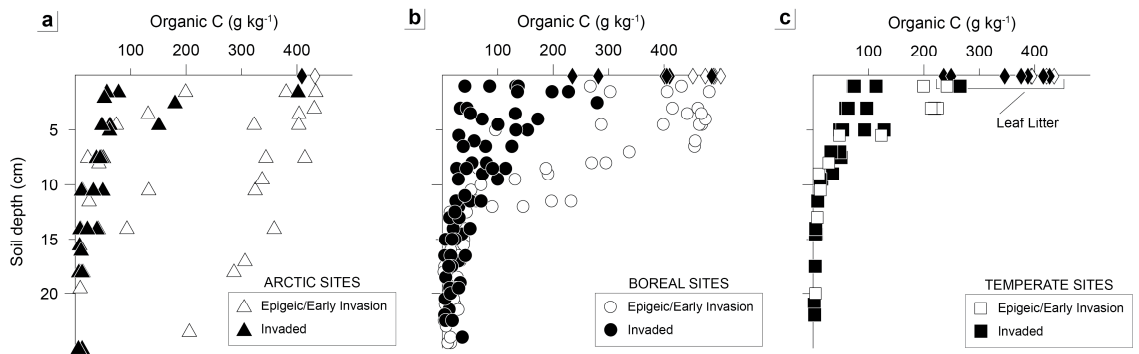 a
Organic C (g kg-1)
100 200 300 400
5
10
15
20
Soil depth (cm)
ARCTIC SITES
Epigeic/Early Invasion
Invaded
b
Organic C (g kg-1)
100 200 300 400
BOREAL SITES
Epigeic/Early Invasion
Invaded
c
Organic C (g kg-1)
100 200 300 400
Leaf Litter
TEMPERATE SITES
Epigeic/Early Invasion
Invaded